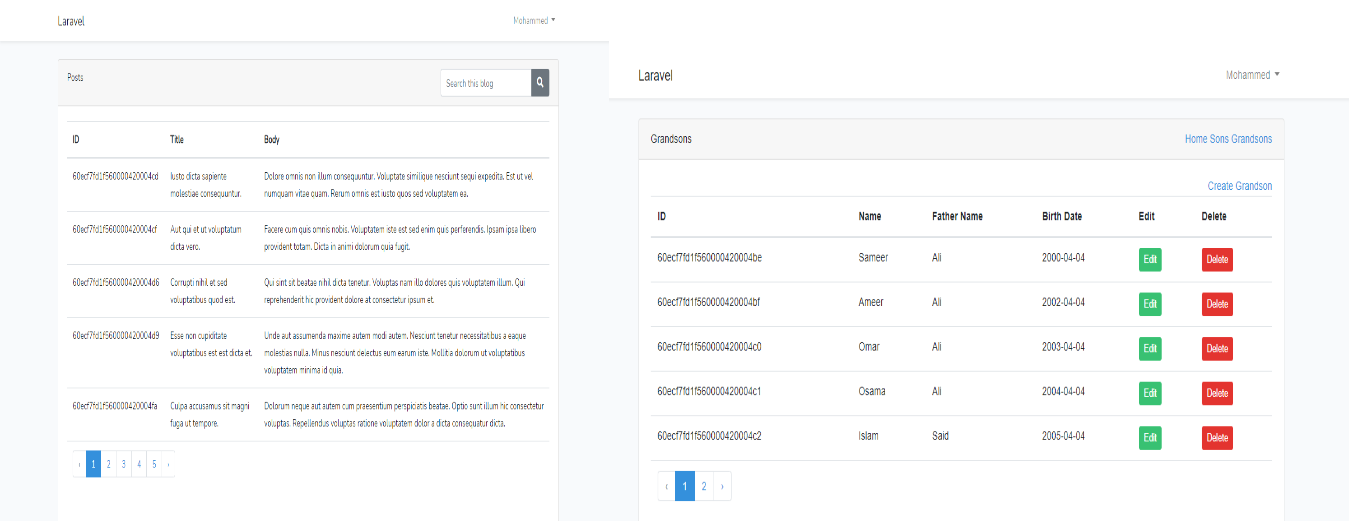 Laravel
Mohammed
Posts
Search this blog
ID Title Body
60ecf7fd1f560000420004cd Iusto dicta sapiente molestiae consequuntur. Dolore omnis non illum consequuntur. Voluptate similique nesciunt sequi expedita. Est ut vel numquam vitae quam. Rerum omnis est iusto quos sed voluptatem ea.
60ecf7fd1f560000420004cf Aut qui et ut voluptatum dicta vero. Facere cum quis omnis nobis. Voluptatem iste est sed enim quis perferendis. Ipsam ipsa libero provident totam. Dicta in animi dolorum quia fugit.
60ecf7fd1f560000420004d6 Corrupti nihil et sed voluptatibus quod est. Qui sint sit beatae nihil dicta tenetur. Voluptas nam illo dolores quis voluptatem illum. Qui reprehenderit hic provident dolore at consectetur ipsum et.
60ecf7fd1f560000420004d9 Esse non cupiditate voluptatibus est est dicta et. Unde aut assumenda maxime autem modi autem. Nesciunt tenetur necessitatibus a eaque molestias nulla. Minus nesciunt delectus eum earum iste. Mollitia dolorum ut voluptatibus voluptatem minima id quia.
60ecf7fd1f560000420004fa Culpa accusamus sit magni fuga ut tempore. Dolorum neque aut autem cum praesentium perspiciatis beatae. Optio sunt illum hic consectetur voluptas. Repellendus voluptas ratione voluptatem dolor a dicta consequatur dicta.
‹ 1 2 3 4 5 ›
Laravel
Mohammed
Grandsons
Home Sons Grandsons
Create Grandson
ID Name Father Name Birth Date Edit Delete
60ecf7fd1f560000420004be Sameer Ali 2000-04-04 Edit Delete
60ecf7fd1f560000420004bf Ameer Ali 2002-04-04 Edit Delete
60ecf7fd1f560000420004c0 Omar Ali 2003-04-04 Edit Delete
60ecf7fd1f560000420004c1 Osama Ali 2004-04-04 Edit Delete
60ecf7fd1f560000420004c2 Islam Said 2005-04-04 Edit Delete
‹ 1 2 ›